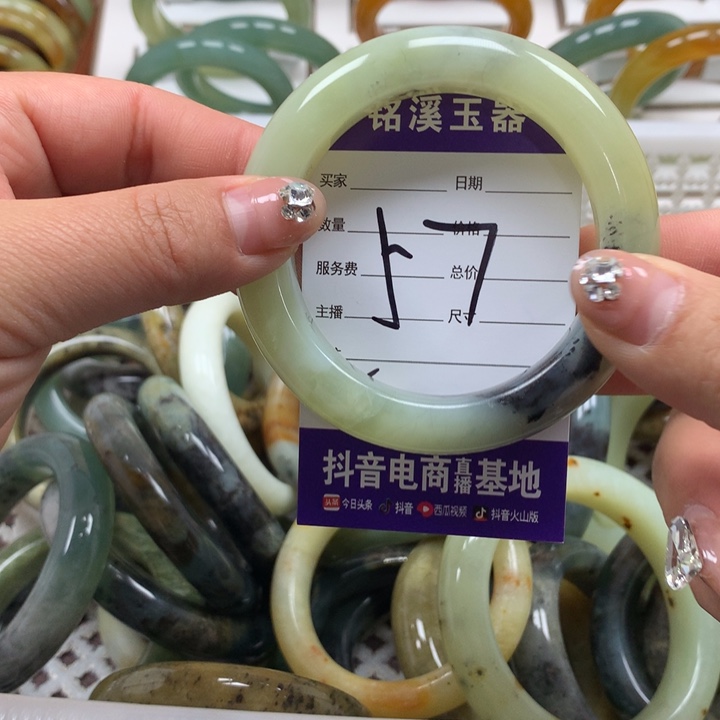 铭溪玉器
买家 日期
数量 价格
57
服务费 总价
主播 尺寸
抖音电商直播基地
头条 今日头条 抖音 西瓜视频 抖音火山版